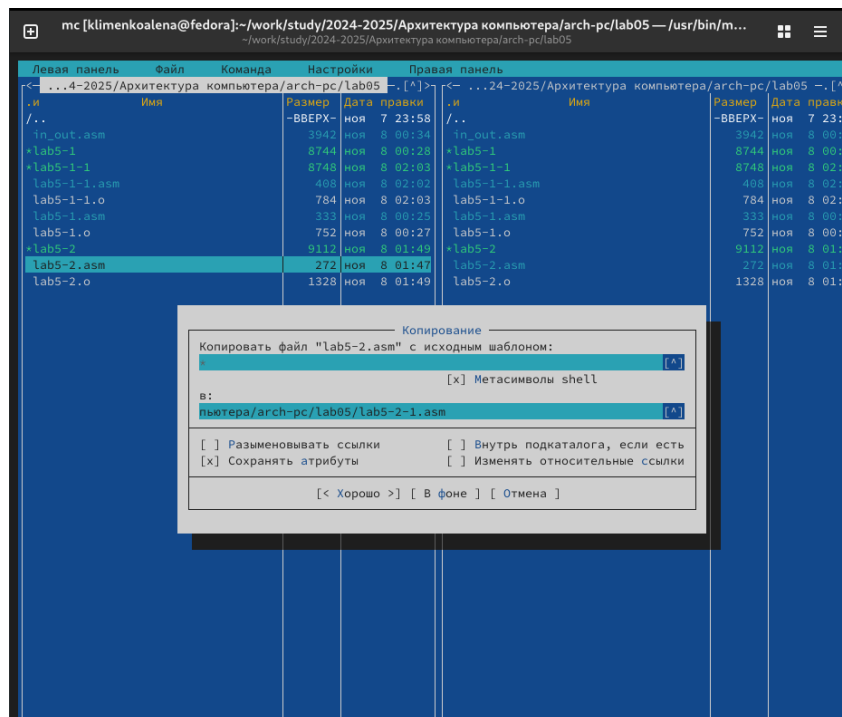 mc [klimenkoalena@fedora]:~/work/study/2024-2025/Архитектура компьютера/arch-pc/lab05 — /usr/bin/m...
~/work/study/2024-2025/Архитектура компьютера/arch-pc/lab05
Левая панель Файл Команда Настройки Правая панель
<— ...4-2025/Архитектура компьютера/arch-pc/lab05 —.[^]> <— ...24-2025/Архитектура компьютера/arch-pc/lab05 —.[^
.и Имя Размер Дата правки .и Имя Размер Дата правк
/.. -ВВЕРХ- ноя 7 23:58 /.. -ВВЕРХ- ноя 7 23:
in_out.asm 3942 ноя 8 00:34 in_out.asm 3942 ноя 8 00:
*lab5-1 8744 ноя 8 00:28 *lab5-1 8744 ноя 8 00:
*lab5-1-1 8748 ноя 8 02:03 *lab5-1-1 8748 ноя 8 02:
lab5-1-1.asm 408 ноя 8 02:02 lab5-1-1.asm 408 ноя 8 02:
lab5-1-1.o 784 ноя 8 02:03 lab5-1-1.o 784 ноя 8 02:
lab5-1.asm 333 ноя 8 00:25 lab5-1.asm 333 ноя 8 00:
lab5-1.o 752 ноя 8 00:27 lab5-1.o 752 ноя 8 00:
*lab5-2 9112 ноя 8 01:49 *lab5-2 9112 ноя 8 01:
lab5-2.asm 272 ноя 8 01:47 lab5-2.asm 272 ноя 8 01:
lab5-2.o 1328 ноя 8 01:49 lab5-2.o 1328 ноя 8 01:
Копирование
Копировать файл "lab5-2.asm" с исходным шаблоном:
* [^]
[x] Метасимволы shell
в:
пьютера/arch-pc/lab05/lab5-2-1.asm [^]
[ ] Разыменовывать ссылки [ ] Внутрь подкаталога, если есть
[x] Сохранять атрибуты [ ] Изменять относительные ссылки
[< Хорошо >] [ В фоне ] [ Отмена ]